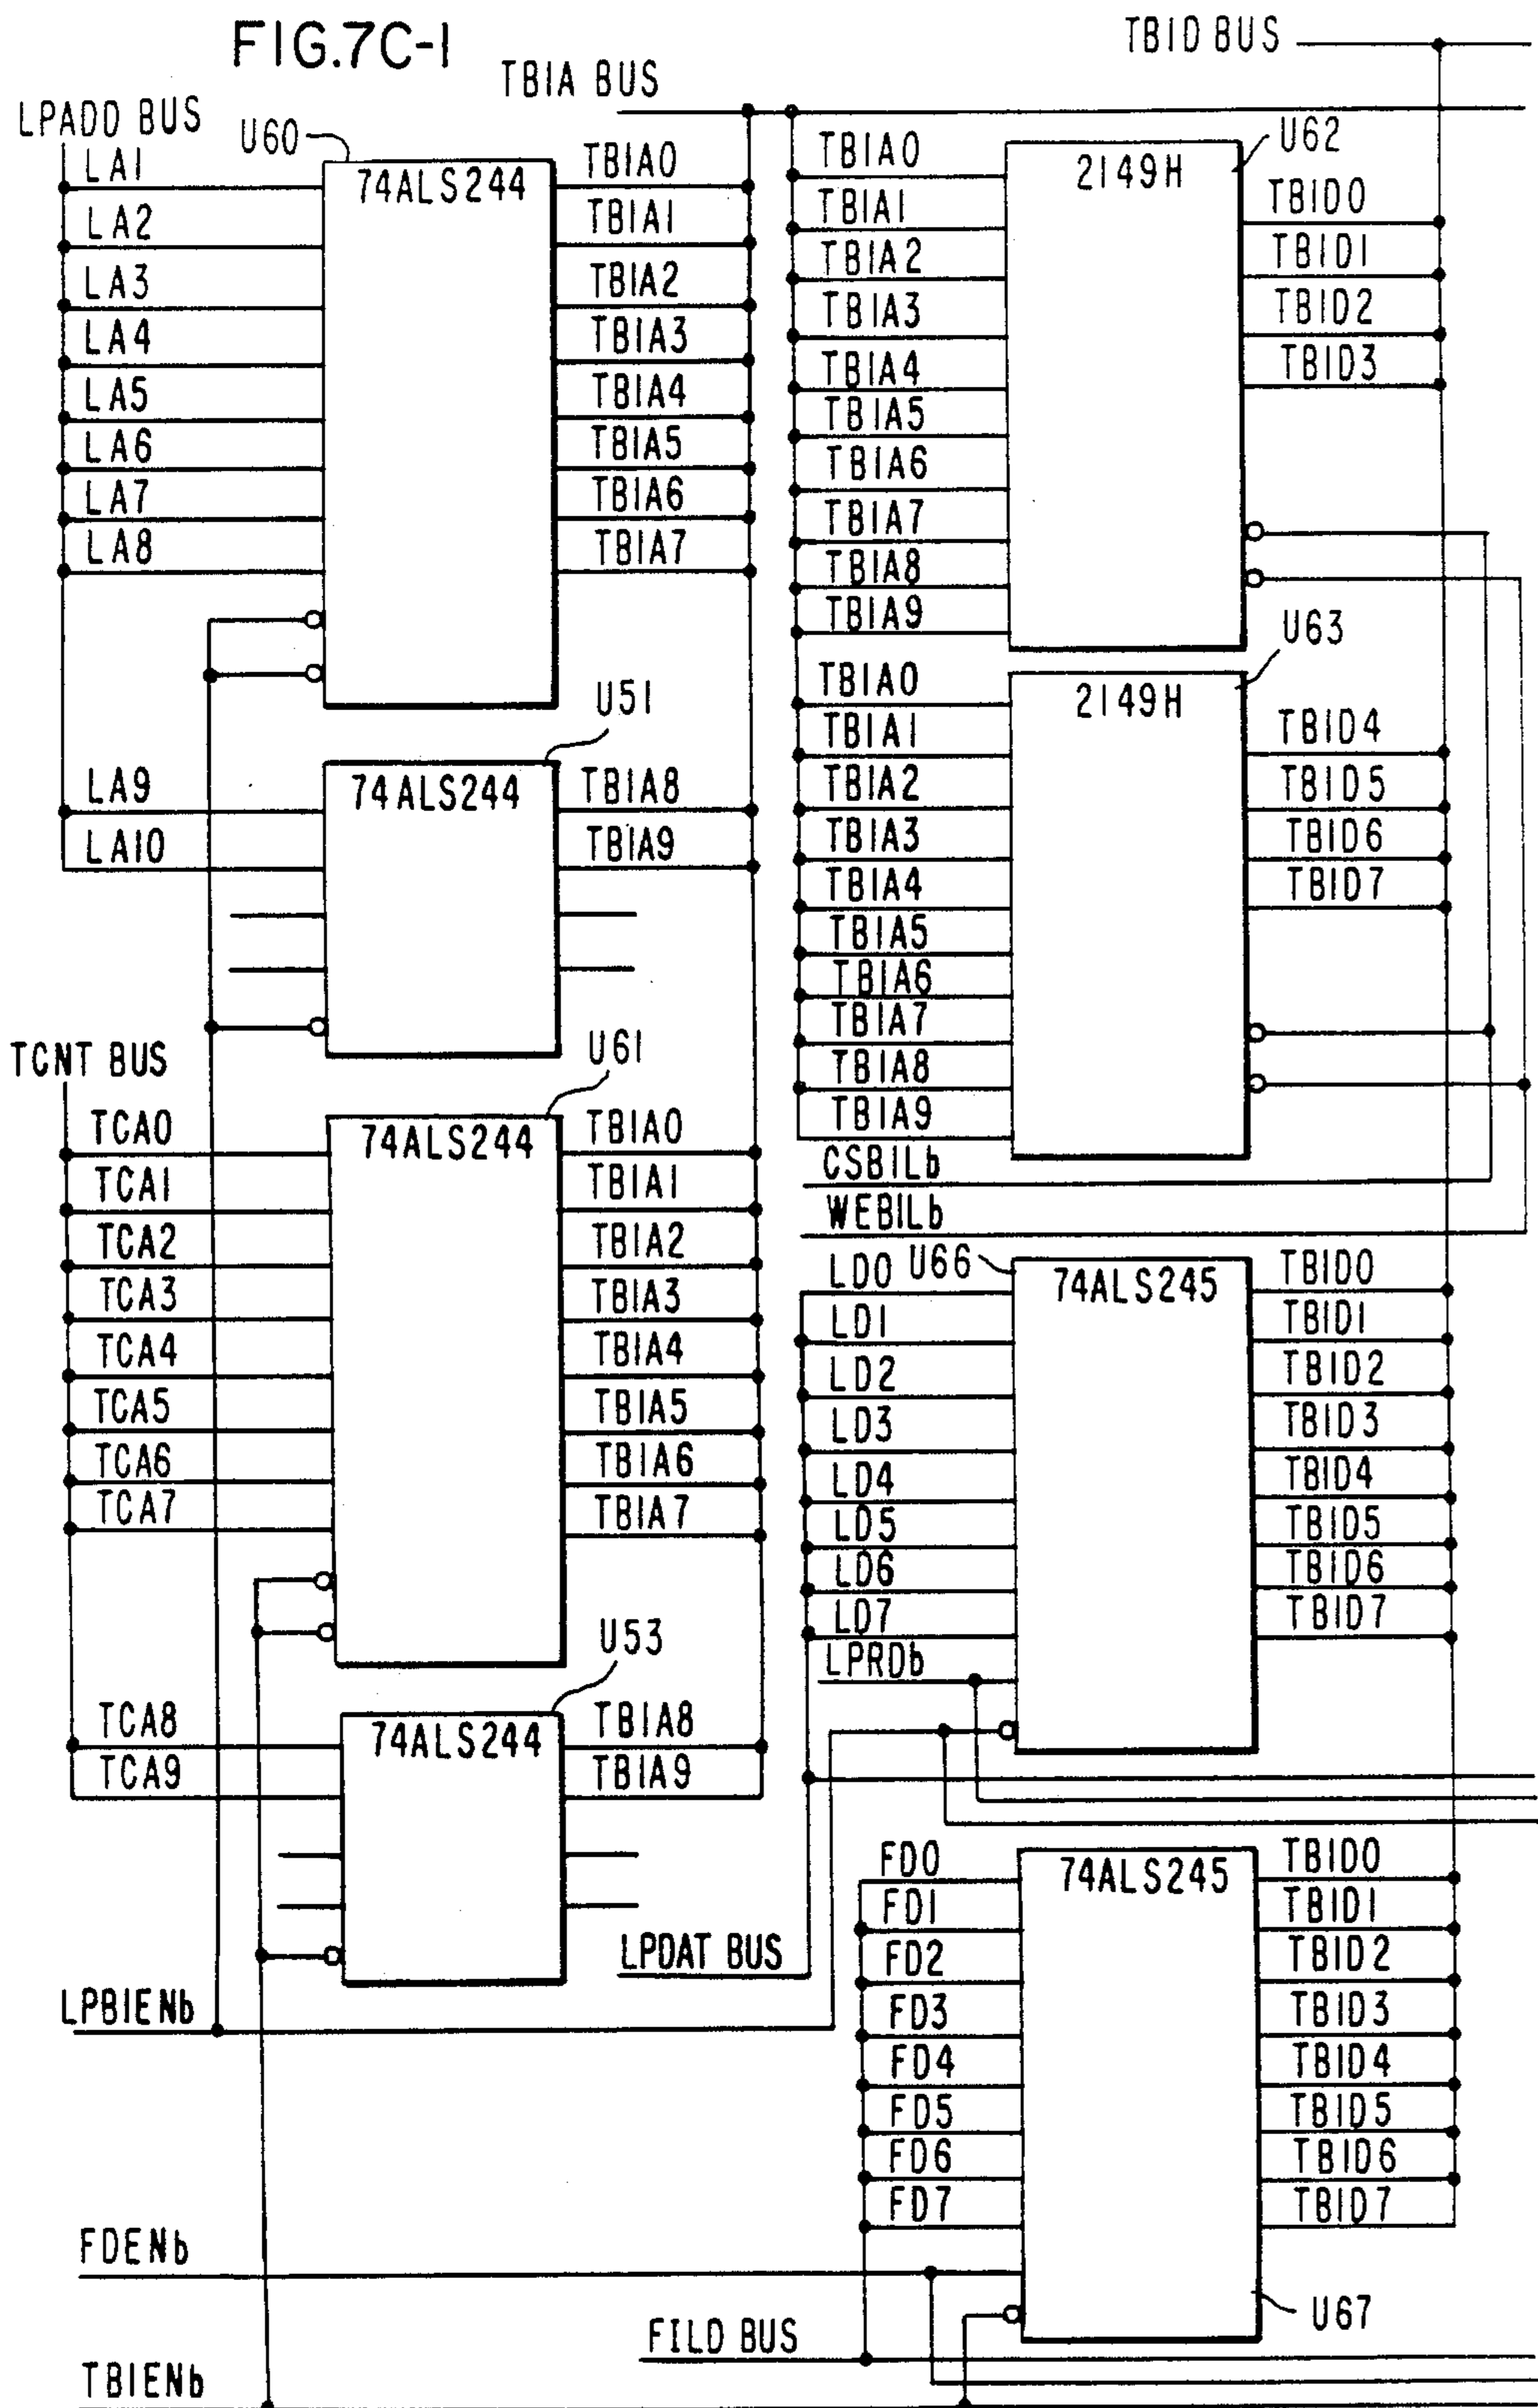 FIG.7C-1
TBID BUS
TBIA BUS
LPADD BUS
U60
74ALS244
LA1
LA2
LA3
LA4
LA5
LA6
LA7
LA8
TBIA0
TBIA1
TBIA2
TBIA3
TBIA4
TBIA5
TBIA6
TBIA7
U51
74ALS244
LA9
LA10
TBIA8
TBIA9
TCNT BUS
U61
74ALS244
TCA0
TCA1
TCA2
TCA3
TCA4
TCA5
TCA6
TCA7
TBIA0
TBIA1
TBIA2
TBIA3
TBIA4
TBIA5
TBIA6
TBIA7
U53
74ALS244
TCA8
TCA9
TBIA8
TBIA9
LPBIENb
FDENb
TBIENb
U62
2149H
TBIA0
TBIA1
TBIA2
TBIA3
TBIA4
TBIA5
TBIA6
TBIA7
TBIA8
TBIA9
TBID0
TBID1
TBID2
TBID3
U63
2149H
TBIA0
TBIA1
TBIA2
TBIA3
TBIA4
TBIA5
TBIA6
TBIA7
TBIA8
TBIA9
TBID4
TBID5
TBID6
TBID7
CSBILb
WEBILb
U66
74ALS245
LD0
LD1
LD2
LD3
LD4
LD5
LD6
LD7
LPRDb
TBID0
TBID1
TBID2
TBID3
TBID4
TBID5
TBID6
TBID7
LPDAT BUS
74ALS245
FD0
FD1
FD2
FD3
FD4
FD5
FD6
FD7
TBID0
TBID1
TBID2
TBID3
TBID4
TBID5
TBID6
TBID7
U67
FILD BUS